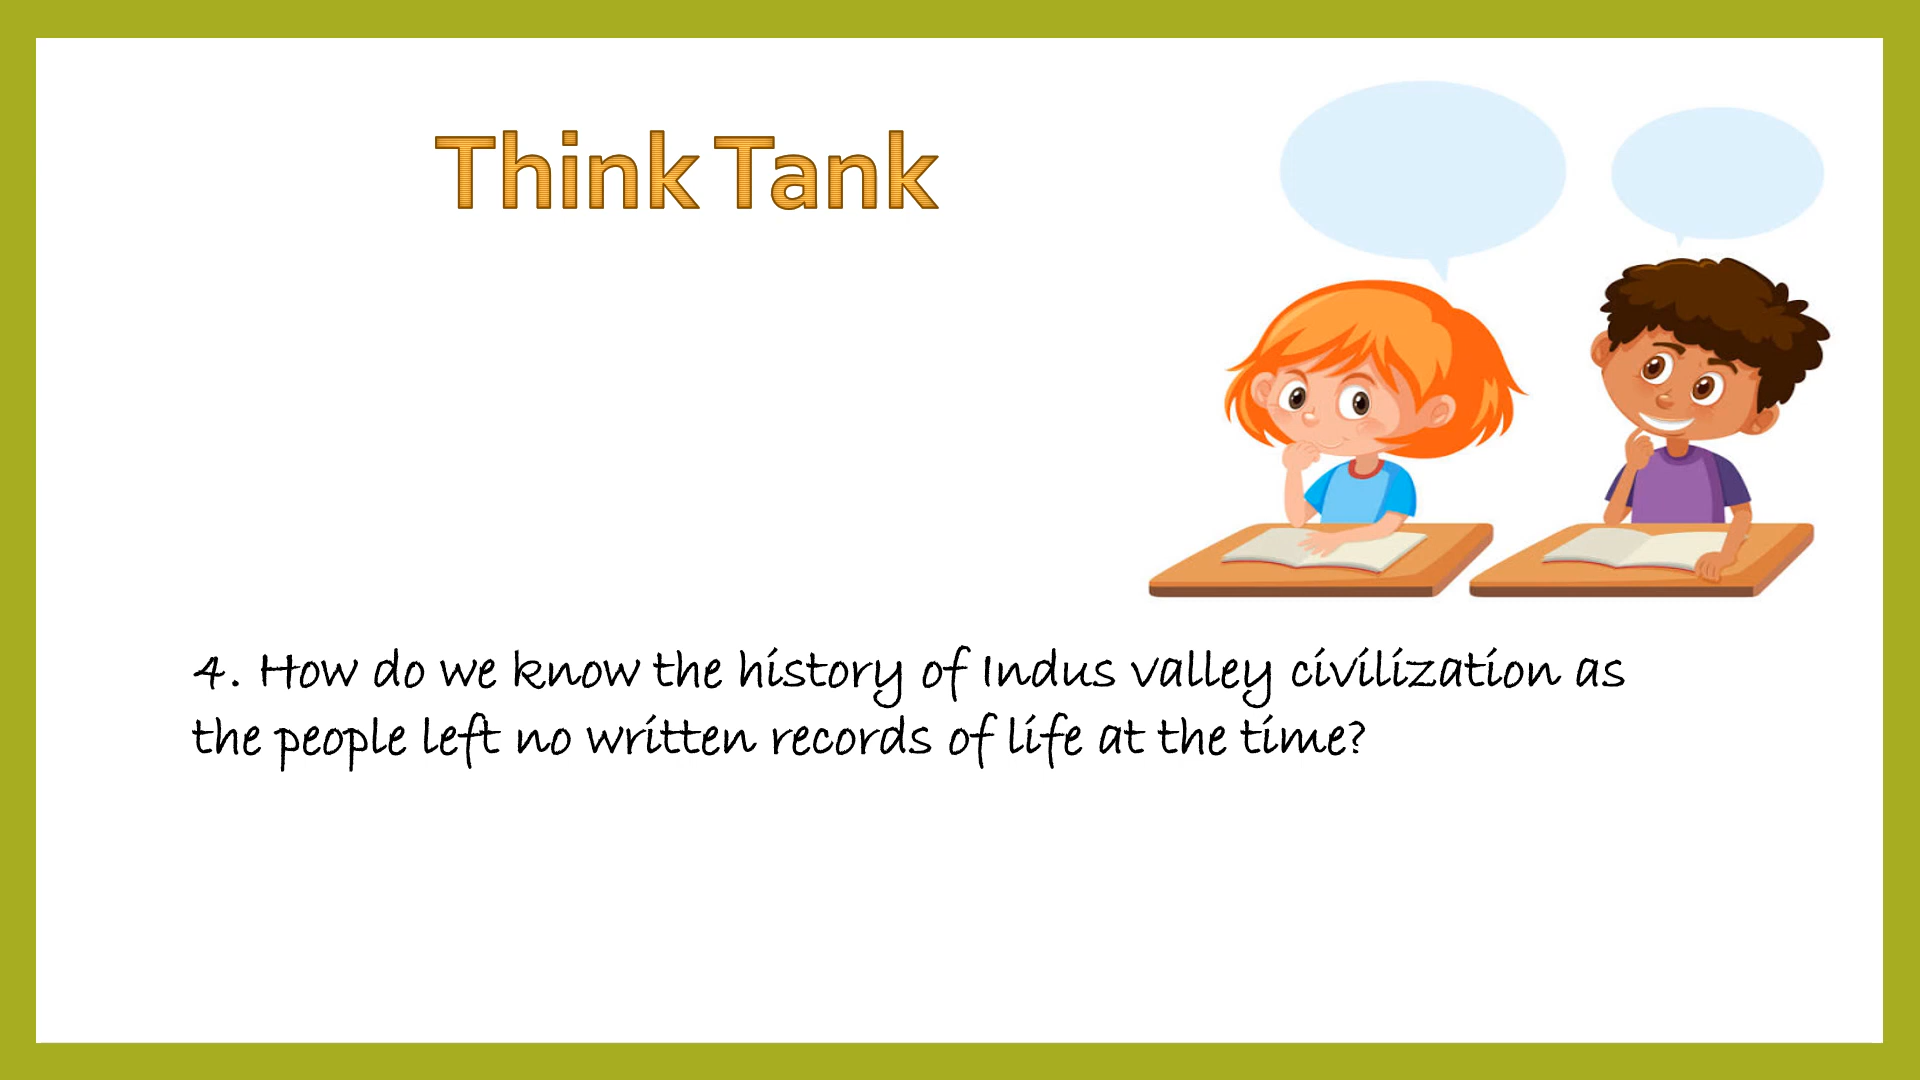 Think Tank
4. How do we know the history of Indus valley civilization as
the people left no written records of life at the time?